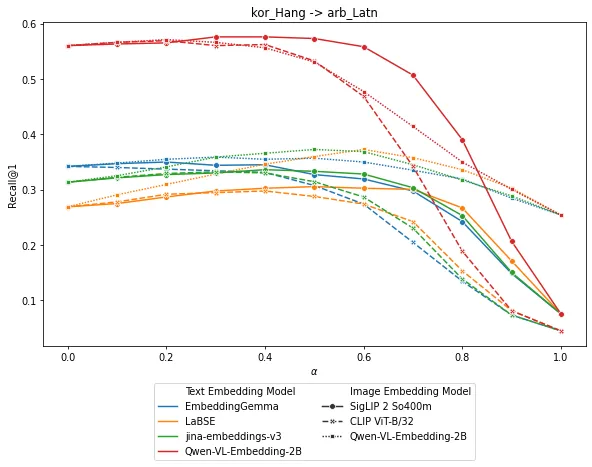 kor_Hang -> arb_Latn
0.6
0.5
0.4
0.3
0.2
0.1
Recall@1
0.0 0.2 0.4 0.6 0.8 1.0
α
Text Embedding Model
EmbeddingGemma
LaBSE
jina-embeddings-v3
Qwen-VL-Embedding-2B
Image Embedding Model
SigLIP 2 So400m
CLIP ViT-B/32
Qwen-VL-Embedding-2B